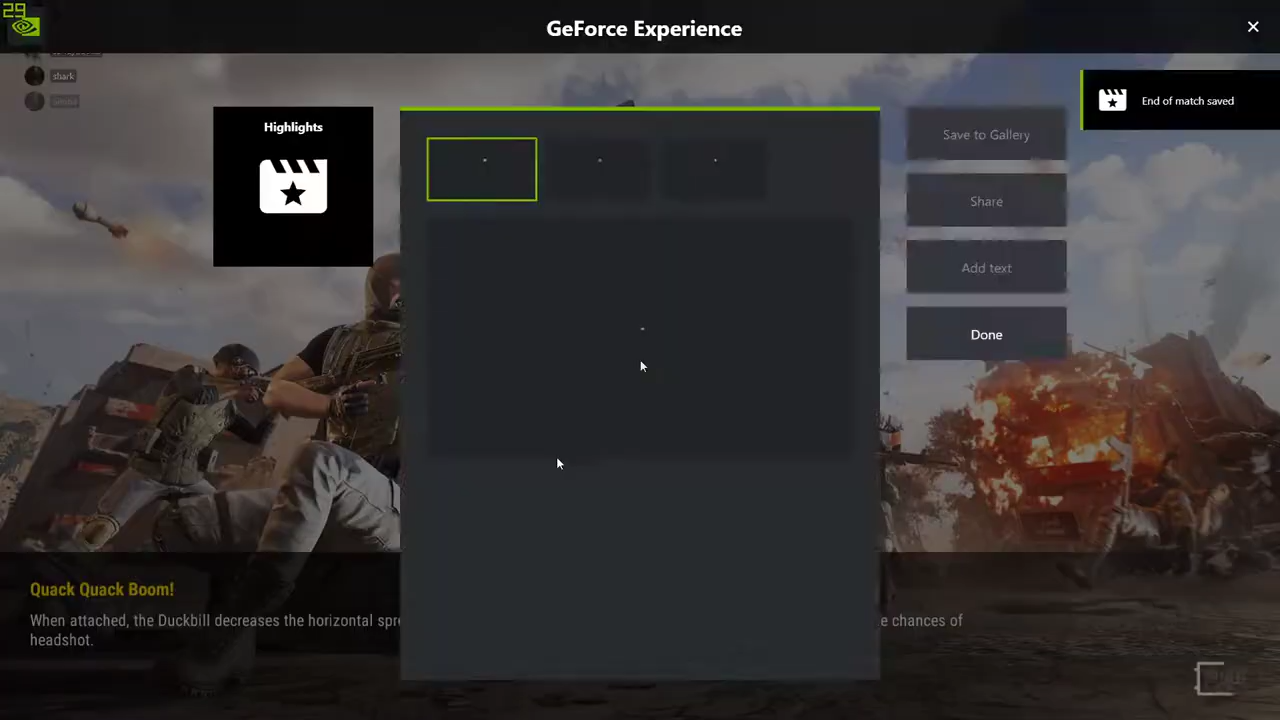 29
GeForce Experience
shark
End of match saved
Highlights
Save to Gallery
Share
Add text
Done
Quack Quack Boom!
When attached, the Duckbill decreases the horizontal spre
e chances of
headshot.